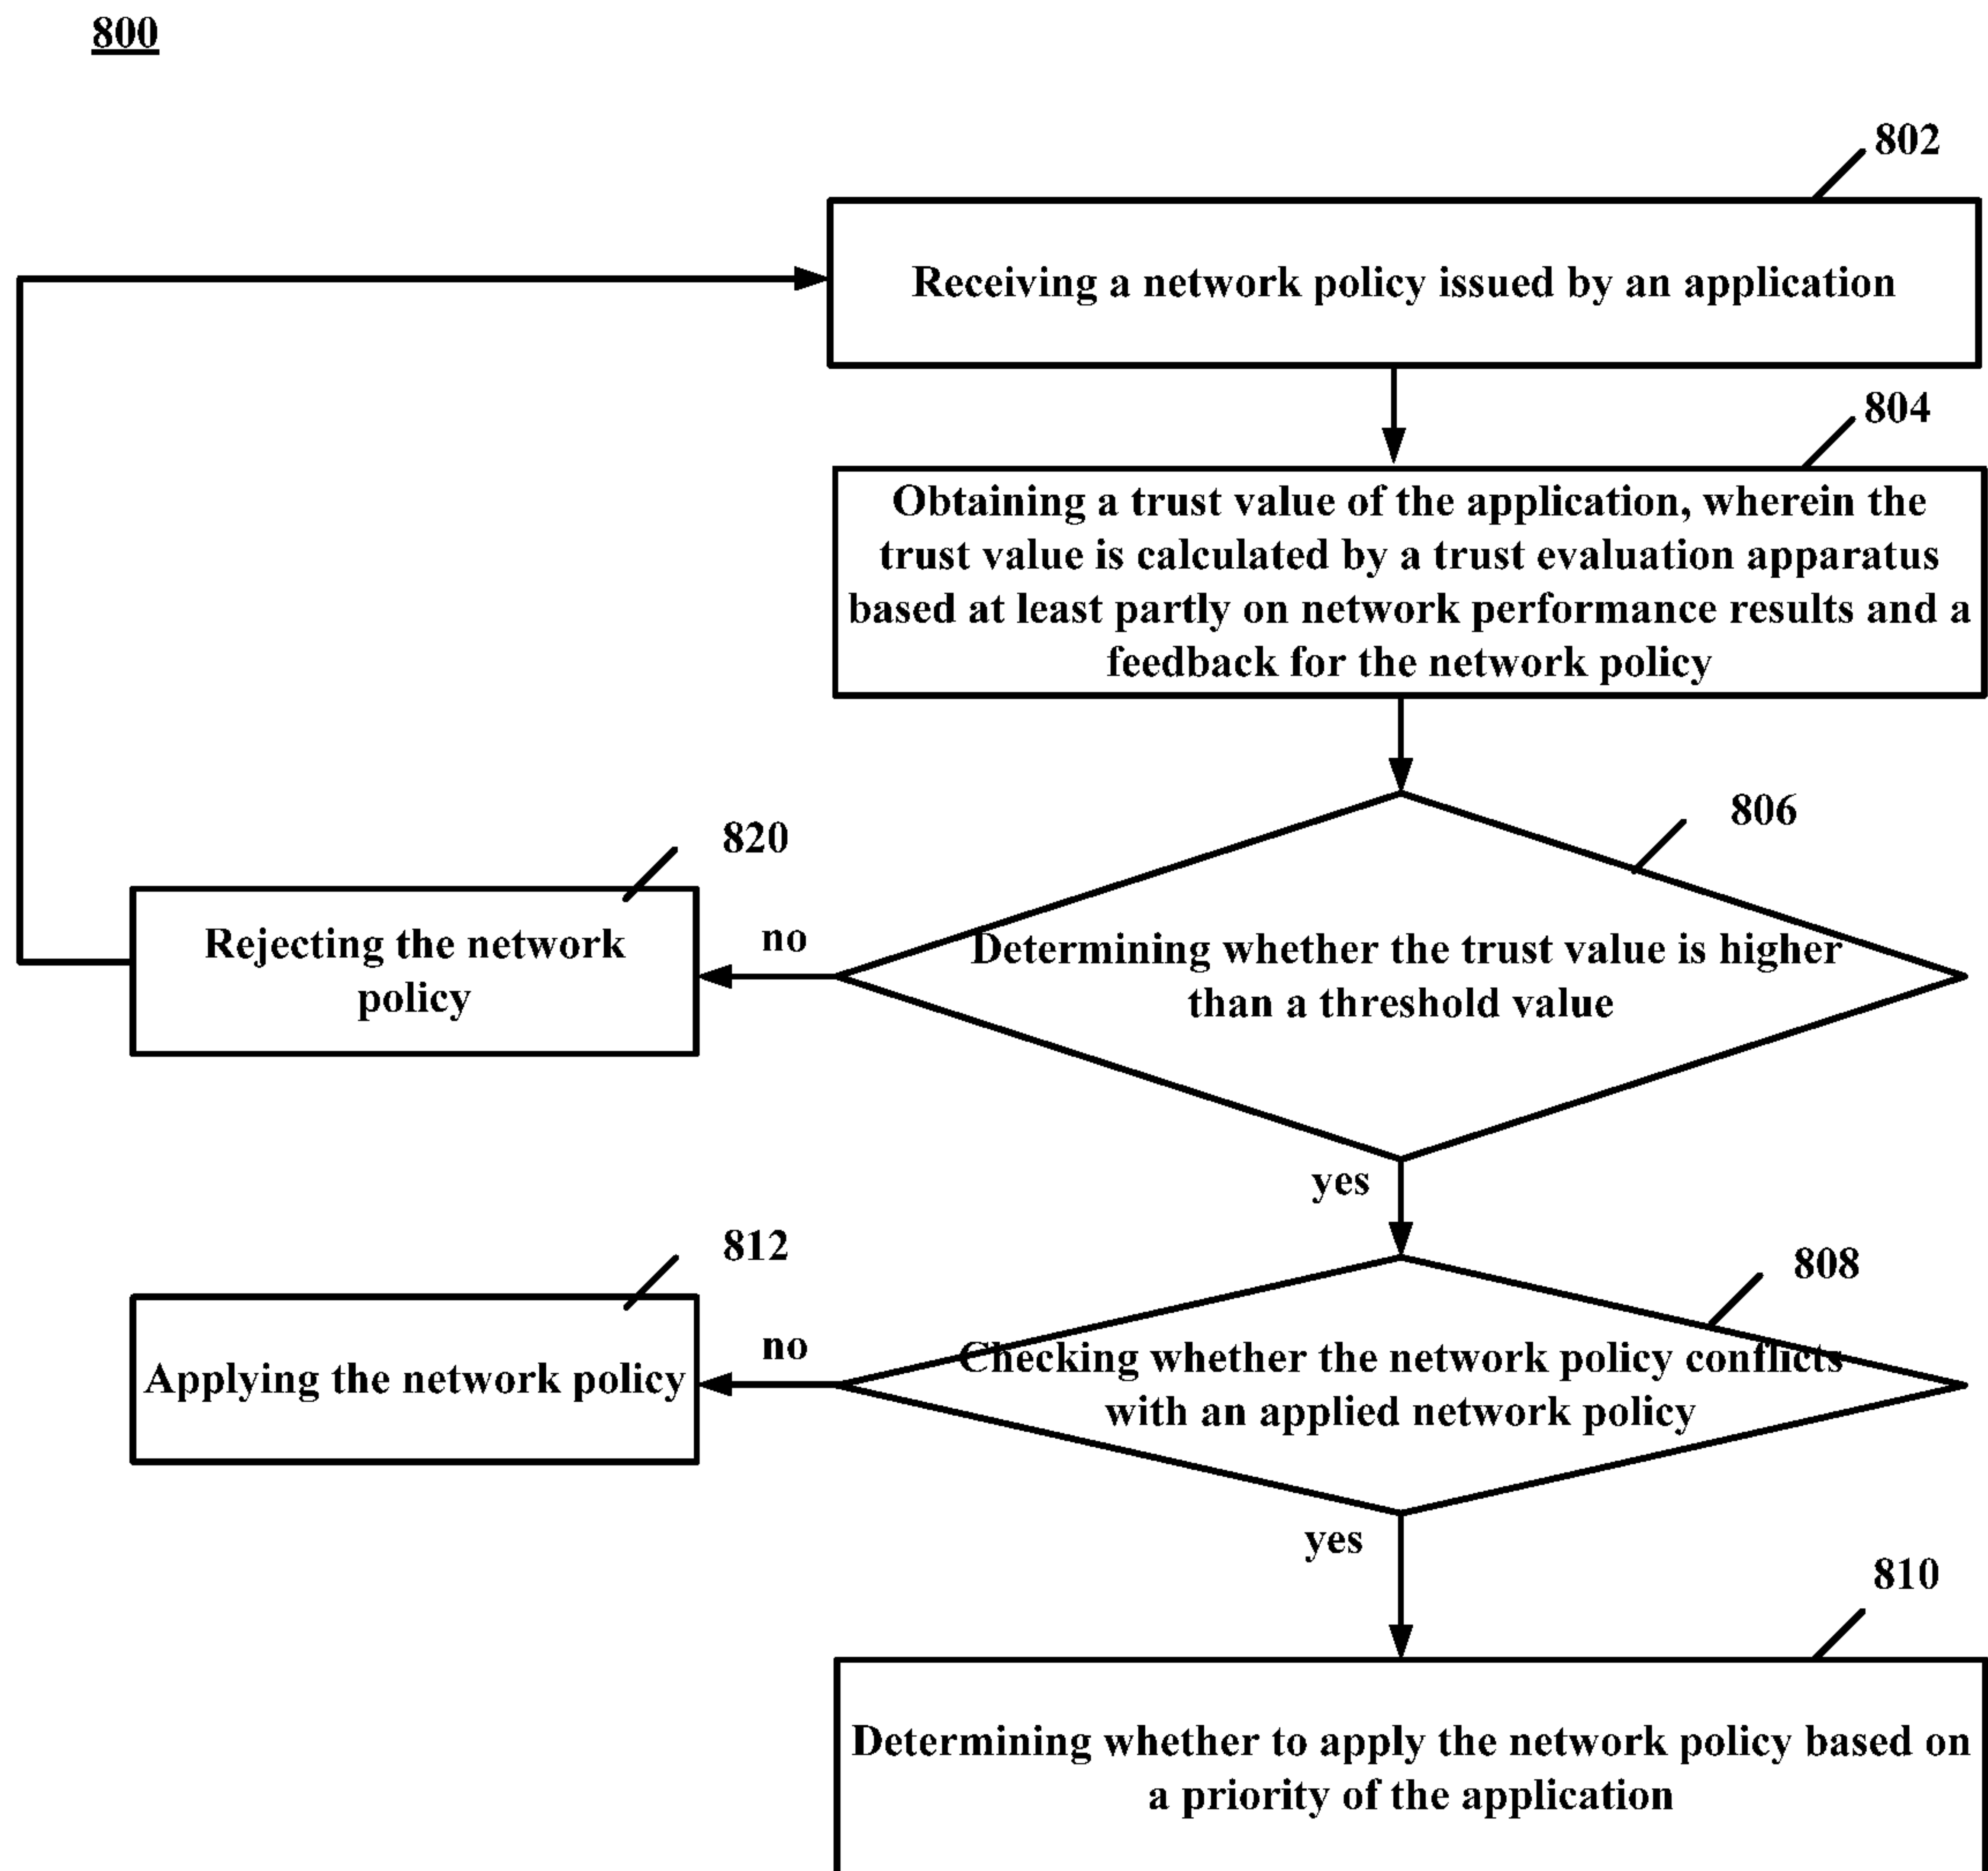 800
802
Receiving a network policy issued by an application
804
Obtaining a trust value of the application, wherein the
trust value is calculated by a trust evaluation apparatus
based at least partly on network performance results and a
feedback for the network policy
806
820
Determining whether the trust value is higher
than a threshold value
no
Rejecting the network
policy
yes
812
808
Checking whether the network policy conflicts
with an applied network policy
no
Applying the network policy
yes
810
Determining whether to apply the network policy based on
a priority of the application